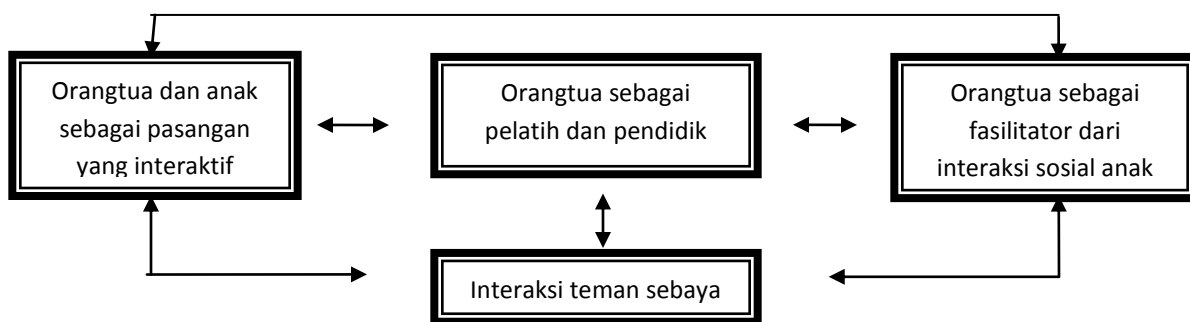 Orangtua dan anak
sebagai pasangan
yang interaktif
Orangtua sebagai
pelatih dan pendidik
Orangtua sebagai
fasilitator dari
interaksi sosial anak
Interaksi teman sebaya